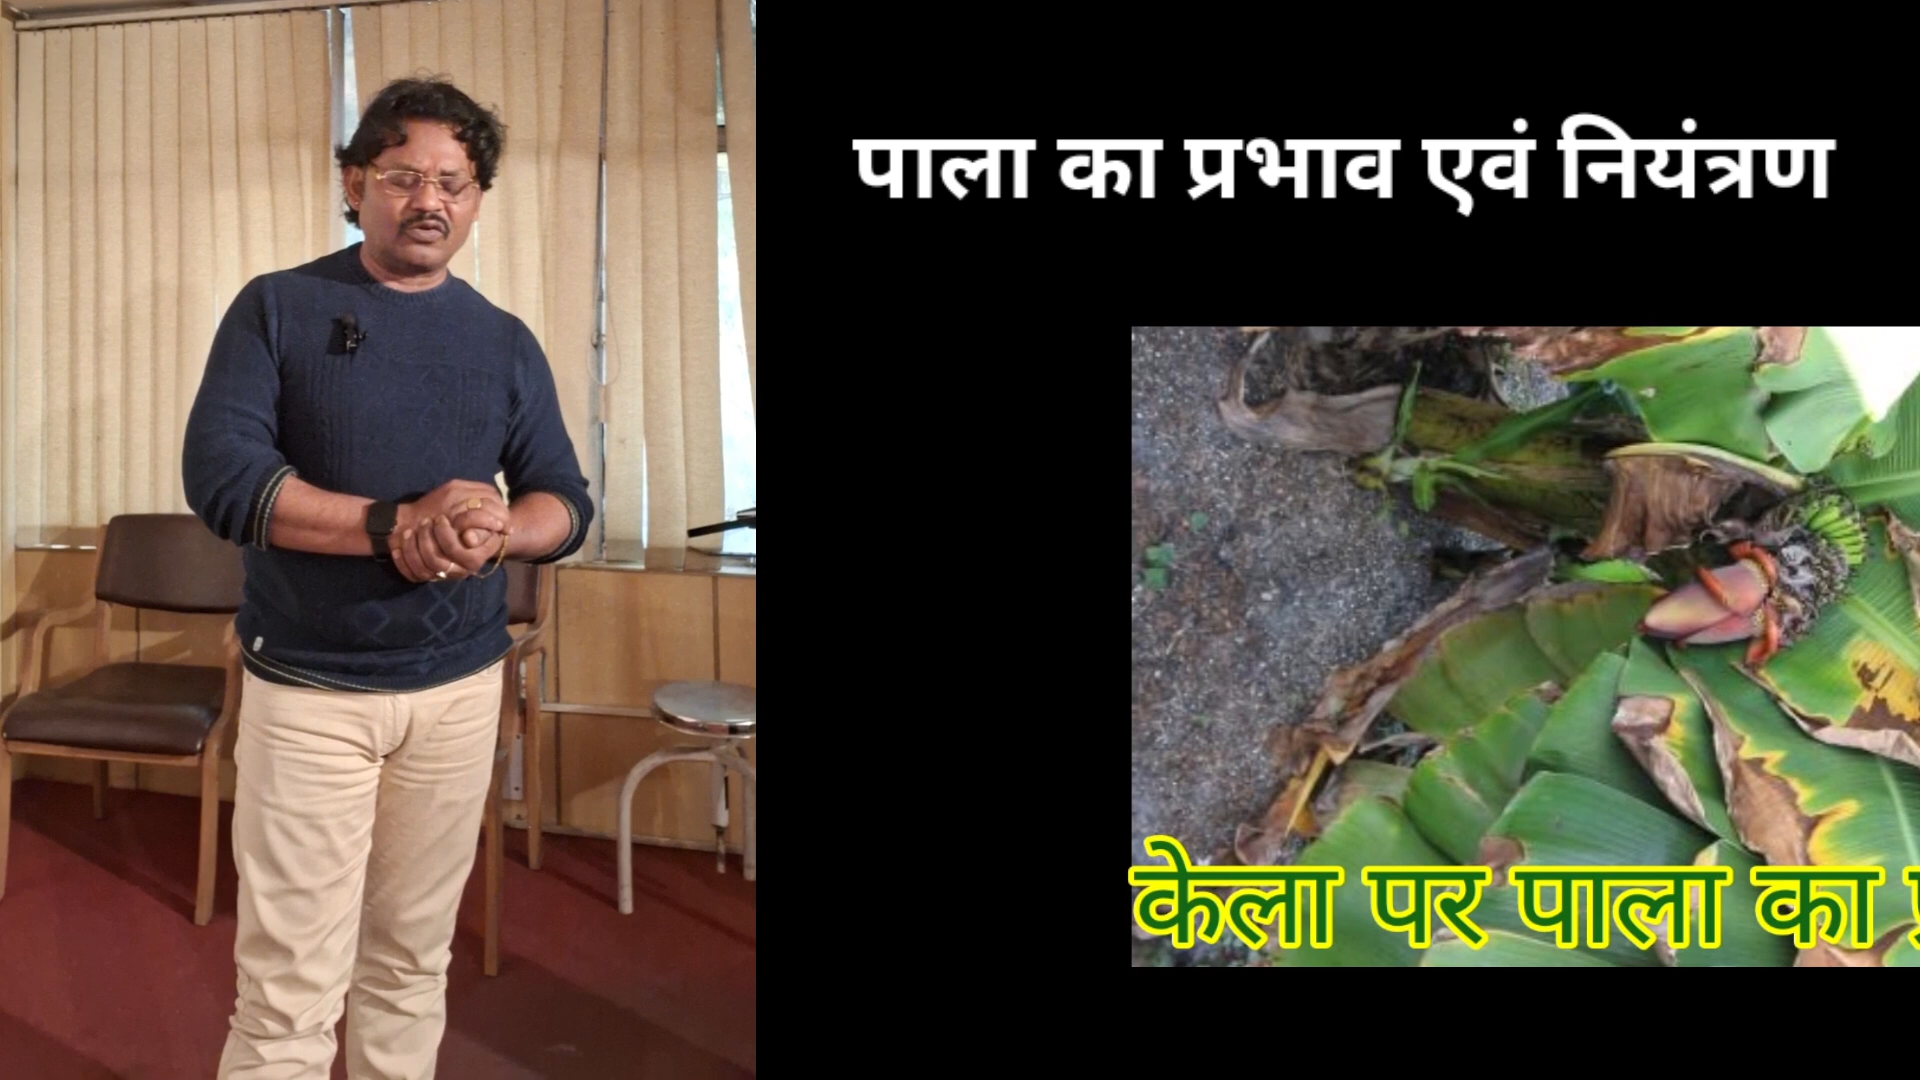 पाला का प्रभाव एवं नियंत्रण
केला पर पाला का